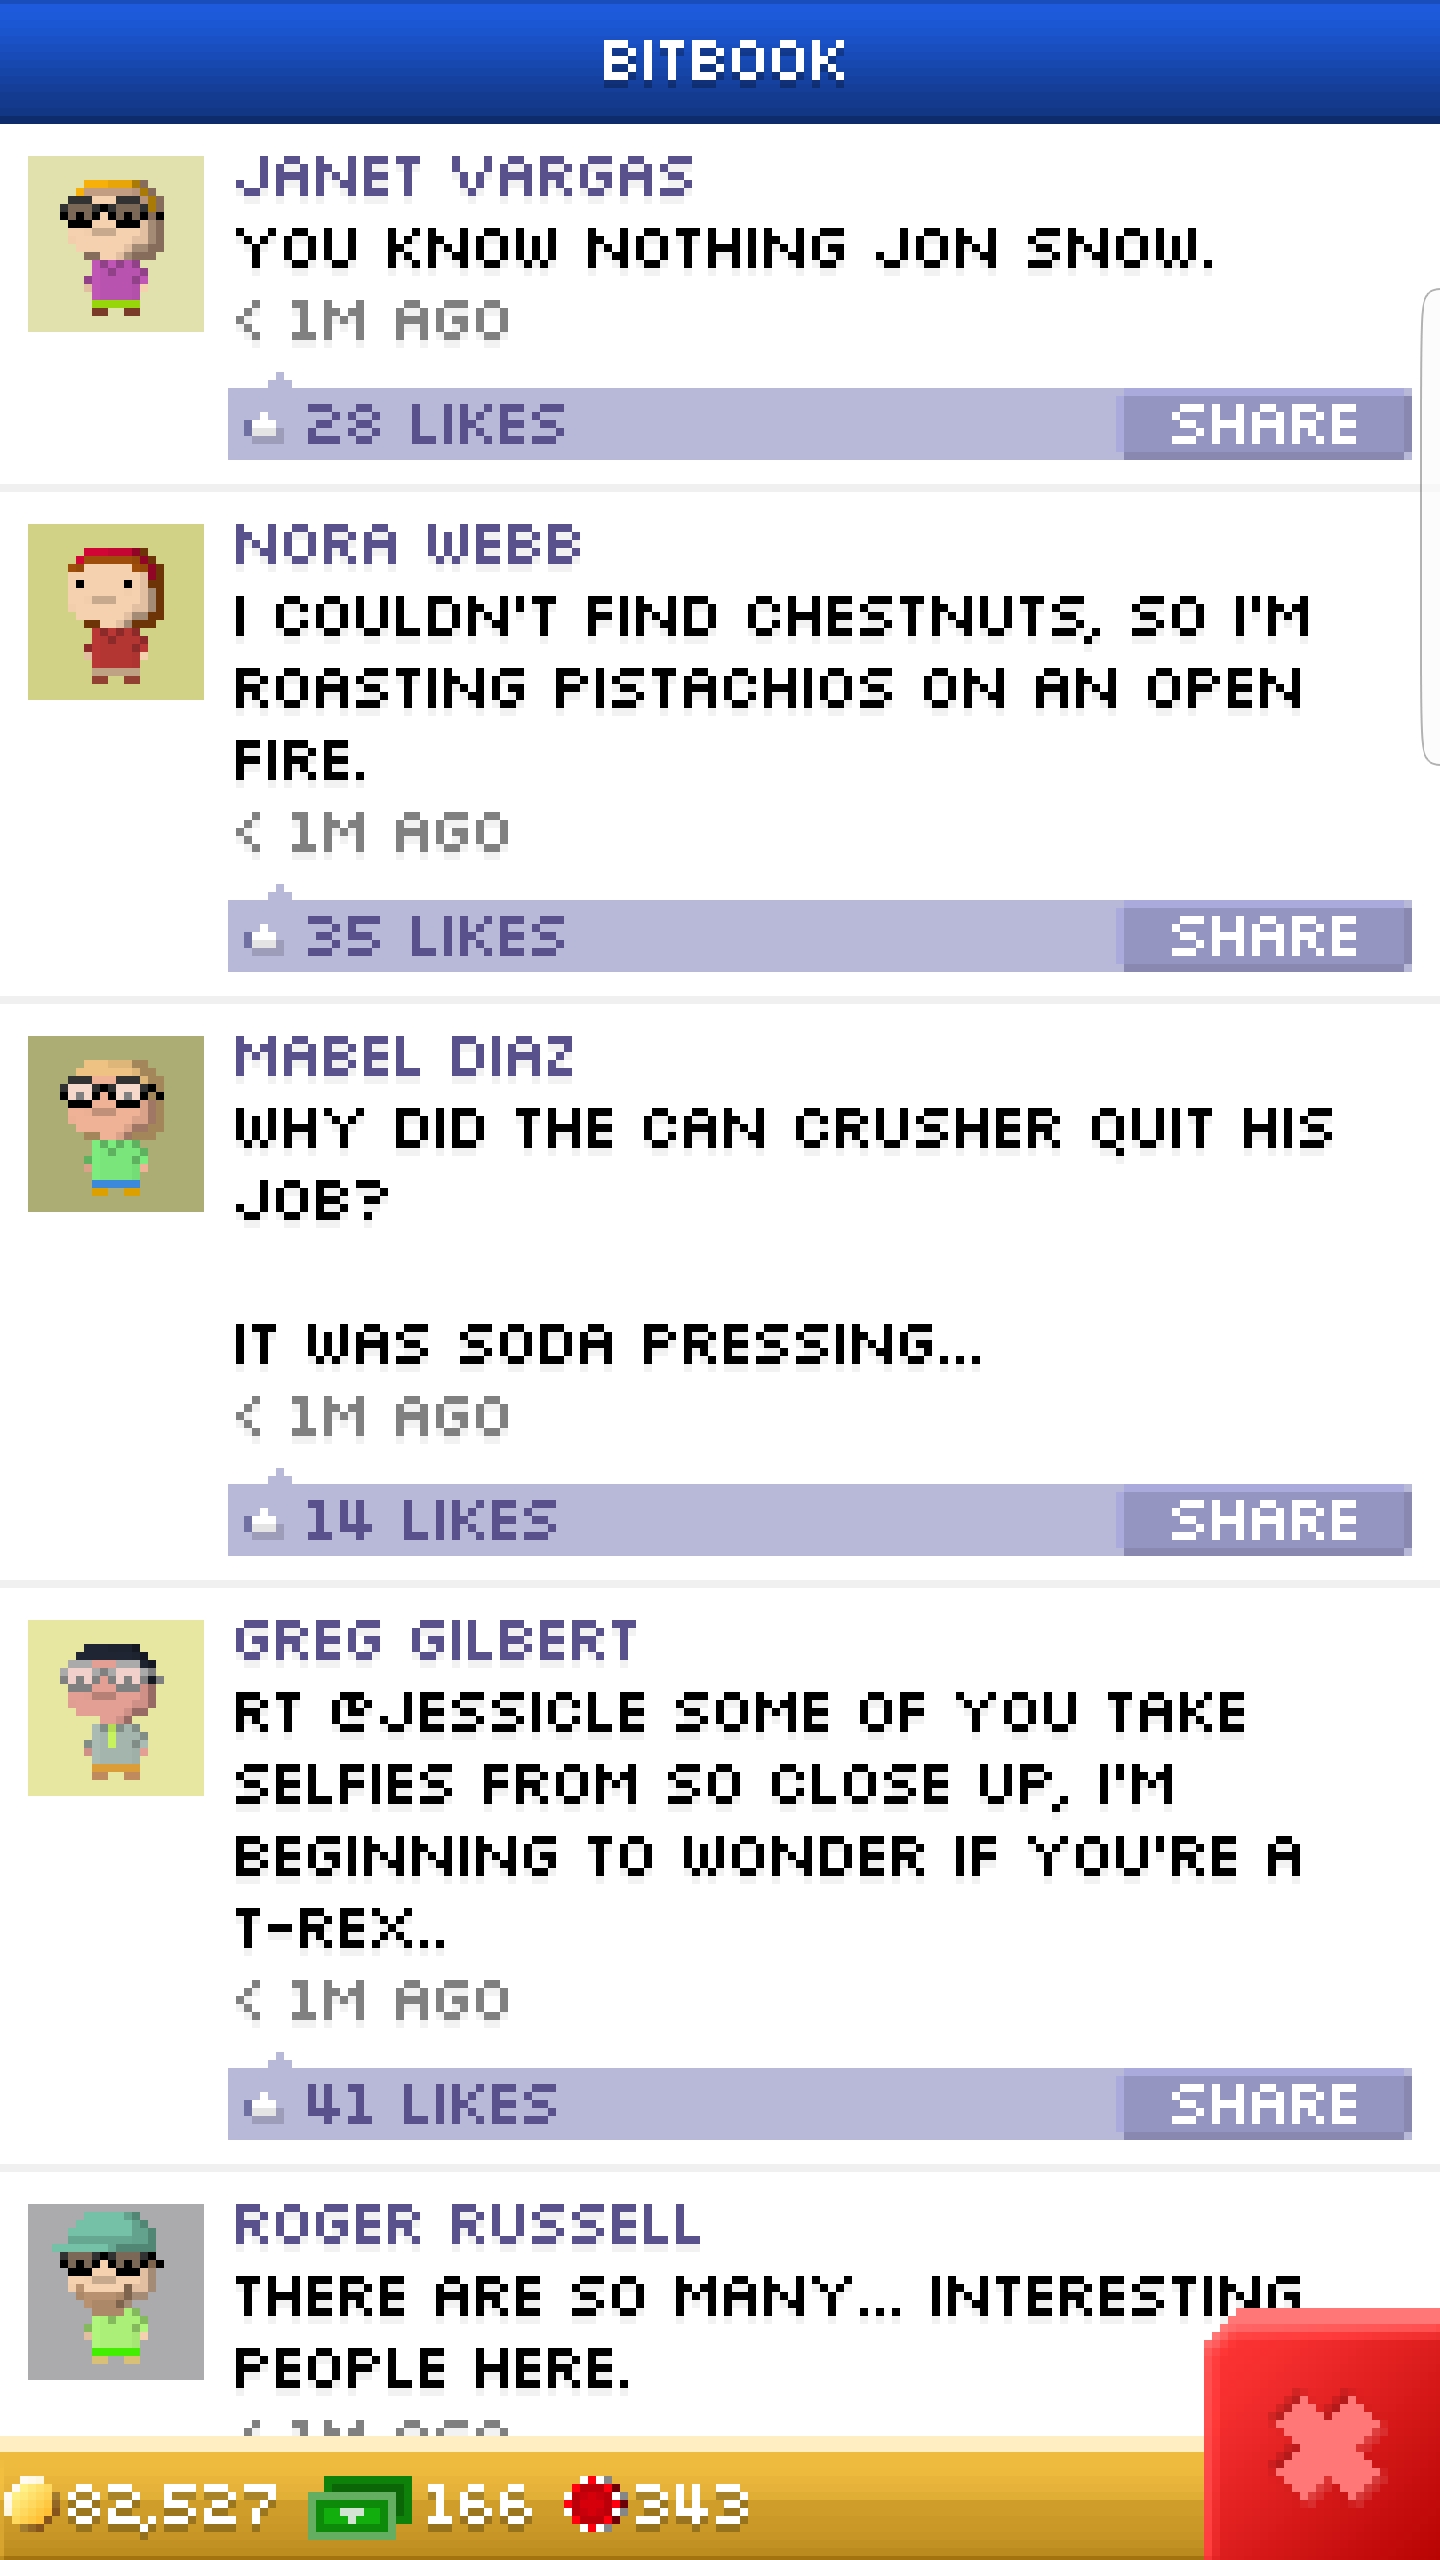 BITBOOK
JANET VARGAS
YOU KNOW NOTHING JON SNOW.
< 1M AGO
28 LIKES SHARE
NORA WEBB
I COULDN'T FIND CHESTNUTS, SO I'M
ROASTING PISTACHIOS ON AN OPEN
FIRE.
< 1M AGO
35 LIKES SHARE
MABEL DIAZ
WHY DID THE CAN CRUSHER QUIT HIS
JOB?
IT WAS SODA PRESSING...
< 1M AGO
14 LIKES SHARE
GREG GILBERT
RT @JESSICLE SOME OF YOU TAKE
SELFIES FROM SO CLOSE UP, I'M
BEGINNING TO WONDER IF YOU'RE A
T-REX..
< 1M AGO
41 LIKES SHARE
ROGER RUSSELL
THERE ARE SO MANY... INTERESTING
PEOPLE HERE.
< 1M AGO
82,527 166 343